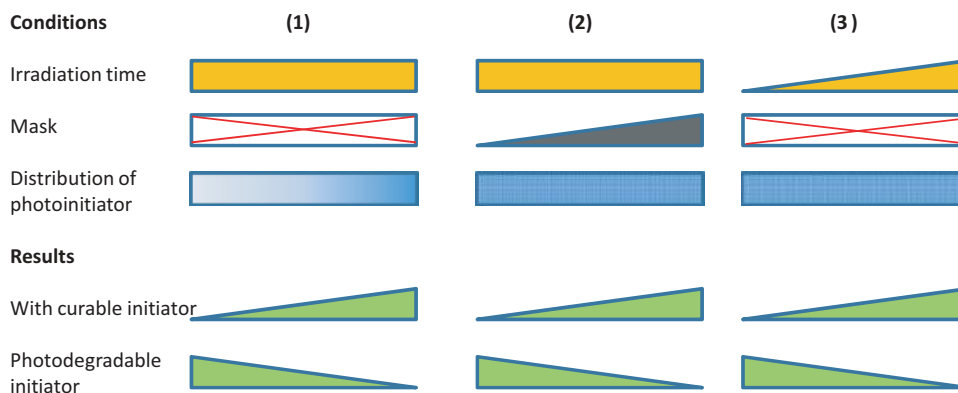 Conditions (1) (2) (3 )
Irradiation time
Mask
Distribution of
photoinitiator
Results
With curable initiator
Photodegradable
initiator